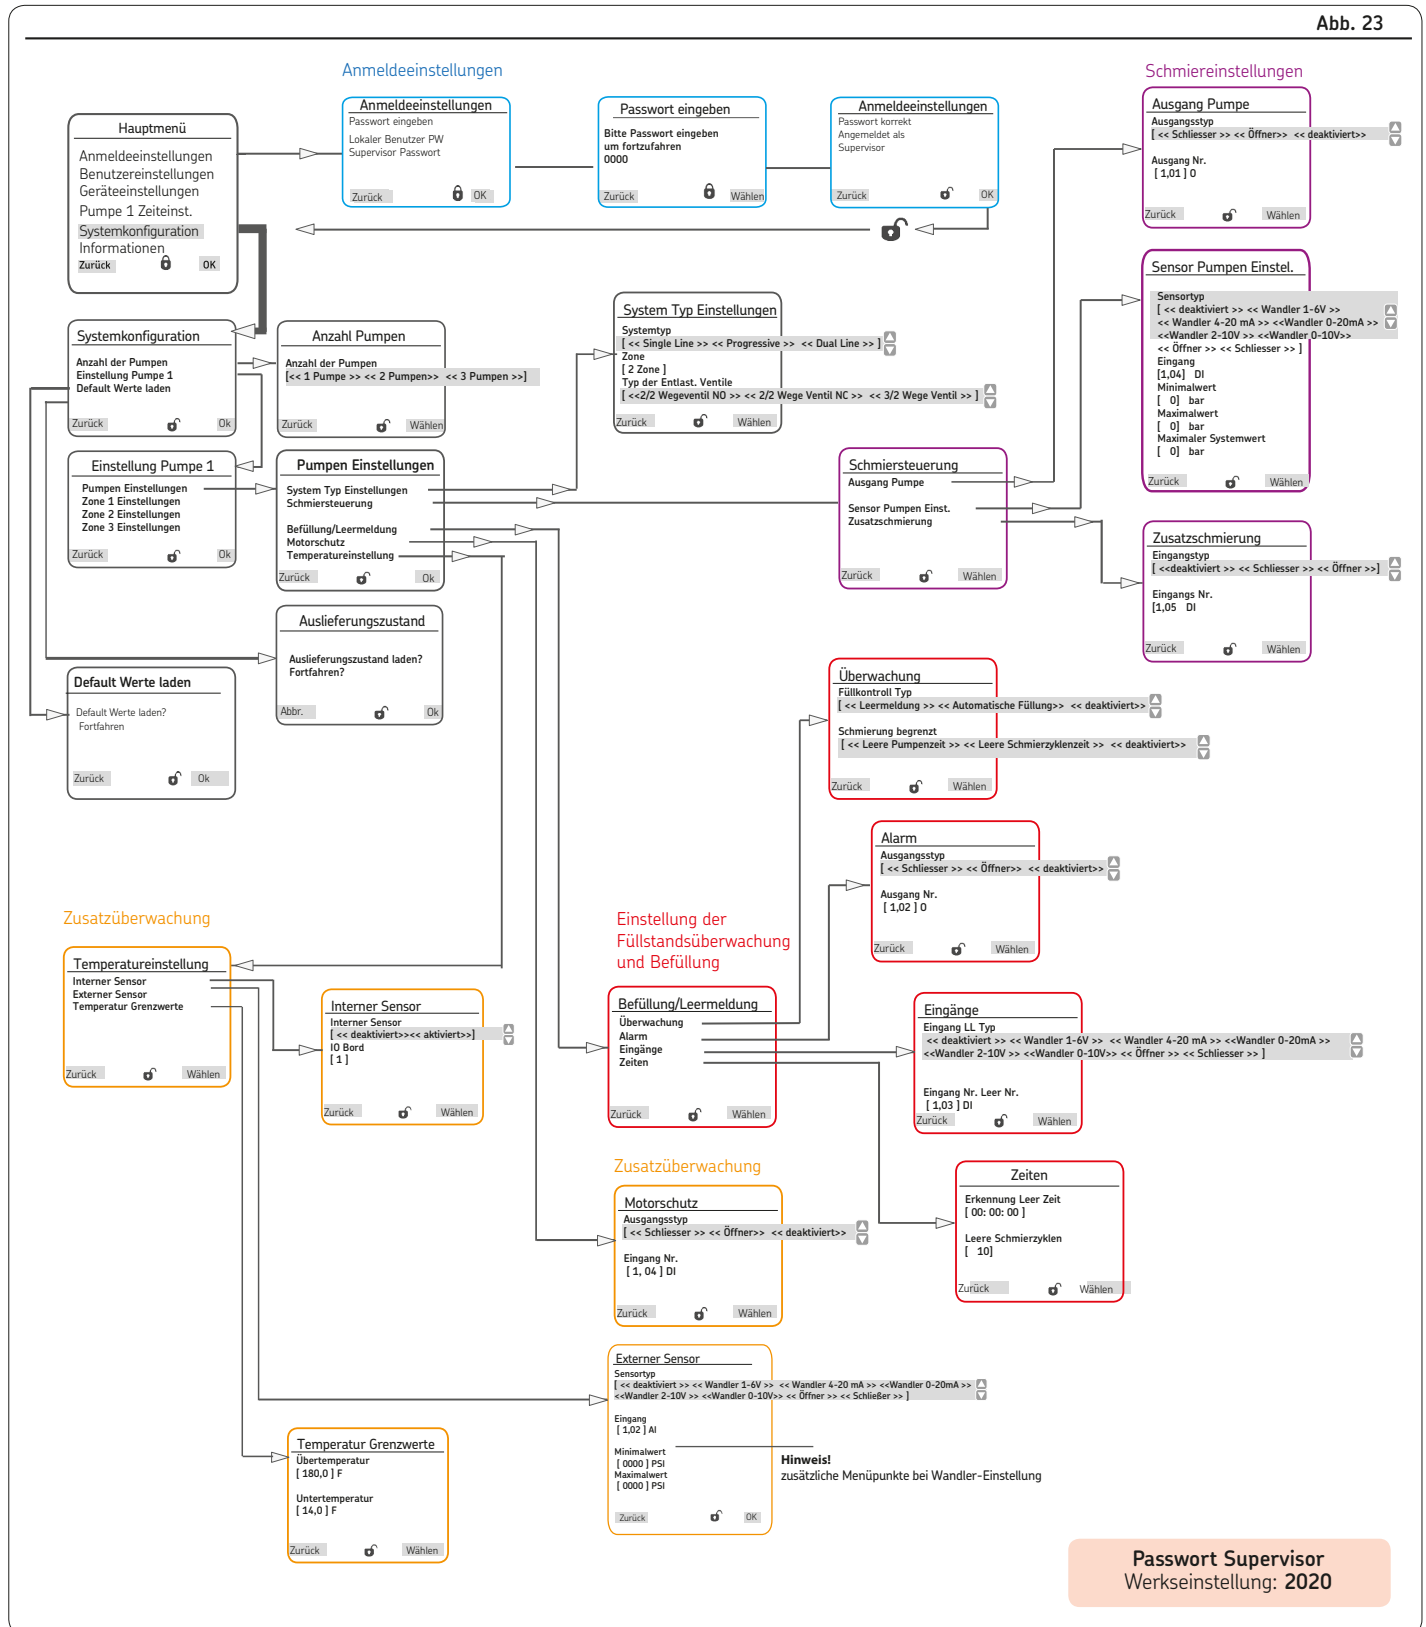 Abb. 23
Anmeldeeinstellungen
Schmiereinstellungen
Hauptmenü
Anmeldeeinstellungen
Benutzereinstellungen
Geräteeinstellungen
Pumpe 1 Zeiteinst.
Systemkonfiguration
Informationen
Zurück OK
Anmeldeeinstellungen
Passwort eingeben
Lokaler Benutzer PW
Supervisor Passwort
Zurück OK
Passwort eingeben
Bitte Passwort eingeben
um fortzufahren
0000
Zurück Wählen
Anmeldeeinstellungen
Passwort korrekt
Angemeldet als
Supervisor
Zurück OK
Ausgang Pumpe
Ausgangsstyp
[ << Schliesser >> << Öffner>> << deaktiviert>>
Ausgang Nr.
[ 1,01 ] O
Zurück Wählen
Sensor Pumpen Einstel.
Sensortyp
[ << deaktiviert >> << Wandler 1-6V >>
<< Wandler 4-20 mA >> <<Wandler 0-20mA >>
<<Wandler 2-10V >> <<Wandler 0-10V>>
<< Öffner >> << Schliesser >> ]
Eingang
[1,04] DI
Minimalwert
[ 0] bar
Maximalwert
[ 0] bar
Maximaler Systemwert
[ 0] bar
Zurück Wählen
Systemkonfiguration
Anzahl der Pumpen
Einstellung Pumpe 1
Default Werte laden
Zurück Ok
Anzahl Pumpen
Anzahl der Pumpen
[<< 1 Pumpe >> << 2 Pumpen>> << 3 Pumpen >>]
Zurück Wählen
System Typ Einstellungen
Systemtyp
[ << Single Line >> << Progressive >> << Dual Line >> ]
Zone
[ 2 Zone ]
Typ der Entlast. Ventile
[ <<2/2 Wegeventil NO >> << 2/2 Wege Ventil NC >> << 3/2 Wege Ventil >> ]
Zurück Wählen
Einstellung Pumpe 1
Pumpen Einstellungen
Zone 1 Einstellungen
Zone 2 Einstellungen
Zone 3 Einstellungen
Zurück Ok
Pumpen Einstellungen
System Typ Einstellungen
Schmiersteuerung
Befüllung/Leermeldung
Motorschutz
Temperatureinstellung
Zurück Ok
Schmiersteuerung
Ausgang Pumpe
Sensor Pumpen Einst.
Zusatzschmierung
Zurück Wählen
Zusatzschmierung
Eingangstyp
[ <<deaktiviert >> << Schliesser >> << Öffner >>]
Eingangs Nr.
[1,05 DI
Zurück Wählen
Auslieferungszustand
Auslieferungszustand laden?
Fortfahren?
Abbr. Ok
Default Werte laden
Default Werte laden?
Fortfahren
Zurück Ok
Überwachung
Füllkontroll Typ
[ << Leermeldung >> << Automatische Füllung>> << deaktiviert>>
Schmierung begrenzt
[ << Leere Pumpenzeit >> << Leere Schmierzyklenzeit >> << deaktiviert>>
Zurück Wählen
Alarm
Ausgangsstyp
[ << Schliesser >> << Öffner>> << deaktiviert>>
Ausgang Nr.
[ 1,02 ] O
Zurück Wählen
Zusatzüberwachung
Einstellung der
Füllstandsüberwachung
und Befüllung
Temperatureinstellung
Interner Sensor
Externer Sensor
Temperatur Grenzwerte
Zurück Wählen
Interner Sensor
Interner Sensor
[ << deaktiviert>><< aktiviert>>]
IO Bord
[ 1 ]
Zurück Wählen
Befüllung/Leermeldung
Überwachung
Alarm
Eingänge
Zeiten
Zurück Wählen
Eingänge
Eingang LL Typ
<< deaktiviert >> << Wandler 1-6V >> << Wandler 4-20 mA >> <<Wandler 0-20mA >>
<<Wandler 2-10V >> <<Wandler 0-10V>> << Öffner >> << Schliesser >> ]
Eingang Nr. Leer Nr.
[ 1,03 ] DI
Zurück Wählen
Zusatzüberwachung
Motorschutz
Ausgangsstyp
[ << Schliesser >> << Öffner>> << deaktiviert>>
Eingang Nr.
[ 1, 04 ] DI
Zurück Wählen
Zeiten
Erkennung Leer Zeit
[ 00: 00: 00 ]
Leere Schmierzyklen
[ 10]
Zurück Wählen
Externer Sensor
Sensortyp
[ << deaktiviert >> << Wandler 1-6V >> << Wandler 4-20 mA >> <<Wandler 0-20mA >>
<<Wandler 2-10V >> <<Wandler 0-10V>> << Öffner >> << Schließer >> ]
Eingang
[ 1,02 ] AI
Minimalwert
[ 0000 ] PSI
Maximalwert
[ 0000 ] PSI
Zurück OK
Hinweis!
zusätzliche Menüpunkte bei Wandler-Einstellung
Temperatur Grenzwerte
Übertemperatur
[ 180,0 ] F
Untertemperatur
[ 14,0 ] F
Zurück Wählen
Passwort Supervisor
Werkseinstellung: 2020